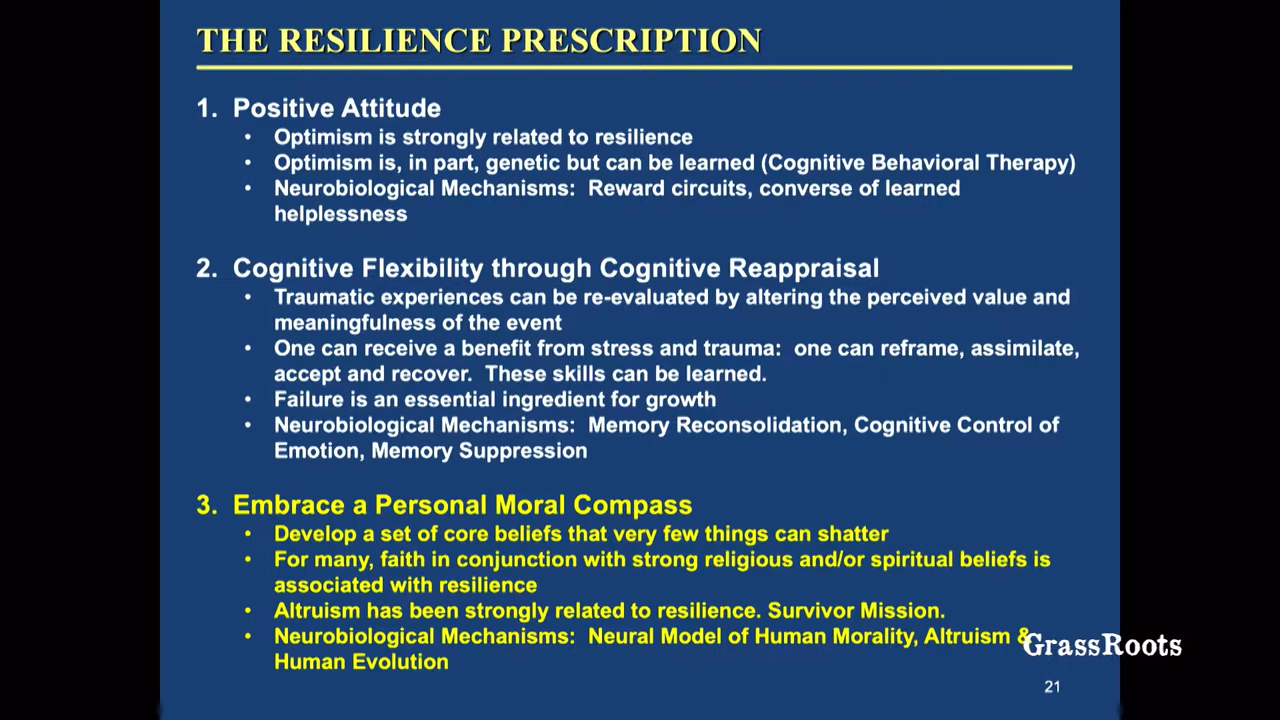 THE RESILIENCE PRESCRIPTION
1. Positive Attitude
• Optimism is strongly related to resilience
• Optimism is, in part, genetic but can be learned (Cognitive Behavioral Therapy)
• Neurobiological Mechanisms: Reward circuits, converse of learned
helplessness
2. Cognitive Flexibility through Cognitive Reappraisal
• Traumatic experiences can be re-evaluated by altering the perceived value and
meaningfulness of the event
• One can receive a benefit from stress and trauma: one can reframe, assimilate,
accept and recover. These skills can be learned.
• Failure is an essential ingredient for growth
• Neurobiological Mechanisms: Memory Reconsolidation, Cognitive Control of
Emotion, Memory Suppression
3. Embrace a Personal Moral Compass
• Develop a set of core beliefs that very few things can shatter
• For many, faith in conjunction with strong religious and/or spiritual beliefs is
associated with resilience
• Altruism has been strongly related to resilience. Survivor Mission.
• Neurobiological Mechanisms: Neural Model of Human Morality, Altruism &
Human Evolution
GrassRoots
21